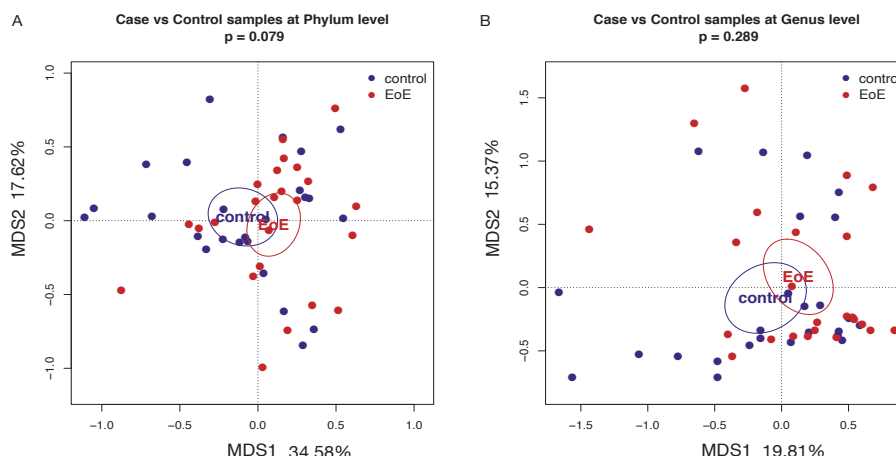 A
Case vs Control samples at Phylum level
p = 0.079
control
EoE
1.0
0.5
0.0
−0.5
−1.0
MDS2 17.62%
control
EoE
−1.0
−0.5
0.0
0.5
1.0
MDS1 34.58%
B
Case vs Control samples at Genus level
p = 0.289
control
EoE
1.5
1.0
0.5
0.0
−0.5
MDS2 15.37%
EoE
control
−1.5
−1.0
−0.5
0.0
0.5
MDS1 19.81%